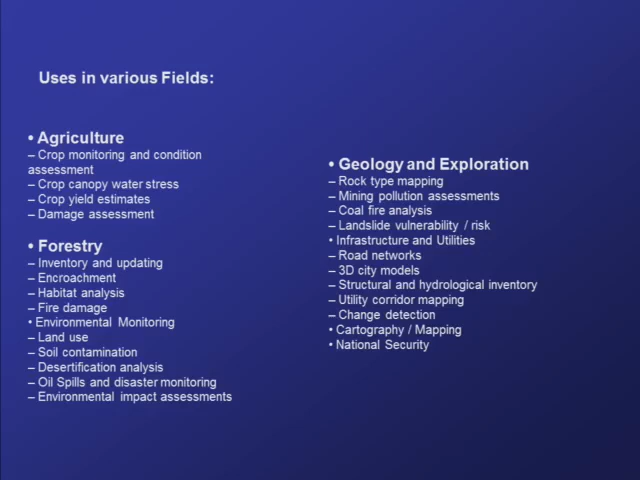 Uses in various Fields:
• Agriculture
– Crop monitoring and condition
assessment
– Crop canopy water stress
– Crop yield estimates
– Damage assessment
• Forestry
– Inventory and updating
– Encroachment
– Habitat analysis
– Fire damage
• Environmental Monitoring
– Land use
– Soil contamination
– Desertification analysis
– Oil Spills and disaster monitoring
– Environmental impact assessments
• Geology and Exploration
– Rock type mapping
– Mining pollution assessments
– Coal fire analysis
– Landslide vulnerability / risk
• Infrastructure and Utilities
– Road networks
– 3D city models
– Structural and hydrological inventory
– Utility corridor mapping
– Change detection
• Cartography / Mapping
• National Security